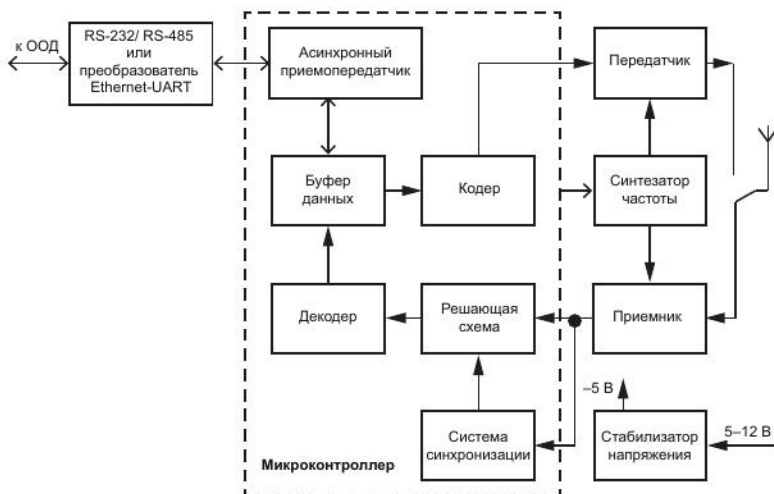 к ООД
RS-232/ RS-485
или
преобразователь
Ethernet-UART
Асинхронный
приемопередатчик
Передатчик
Буфер
данных
Кодер
Синтезатор
частоты
Декодер
Решающая
схема
Приемник
–5 В
5–12 В
Микроконтроллер
Система
синхронизации
Стабилизатор
напряжения